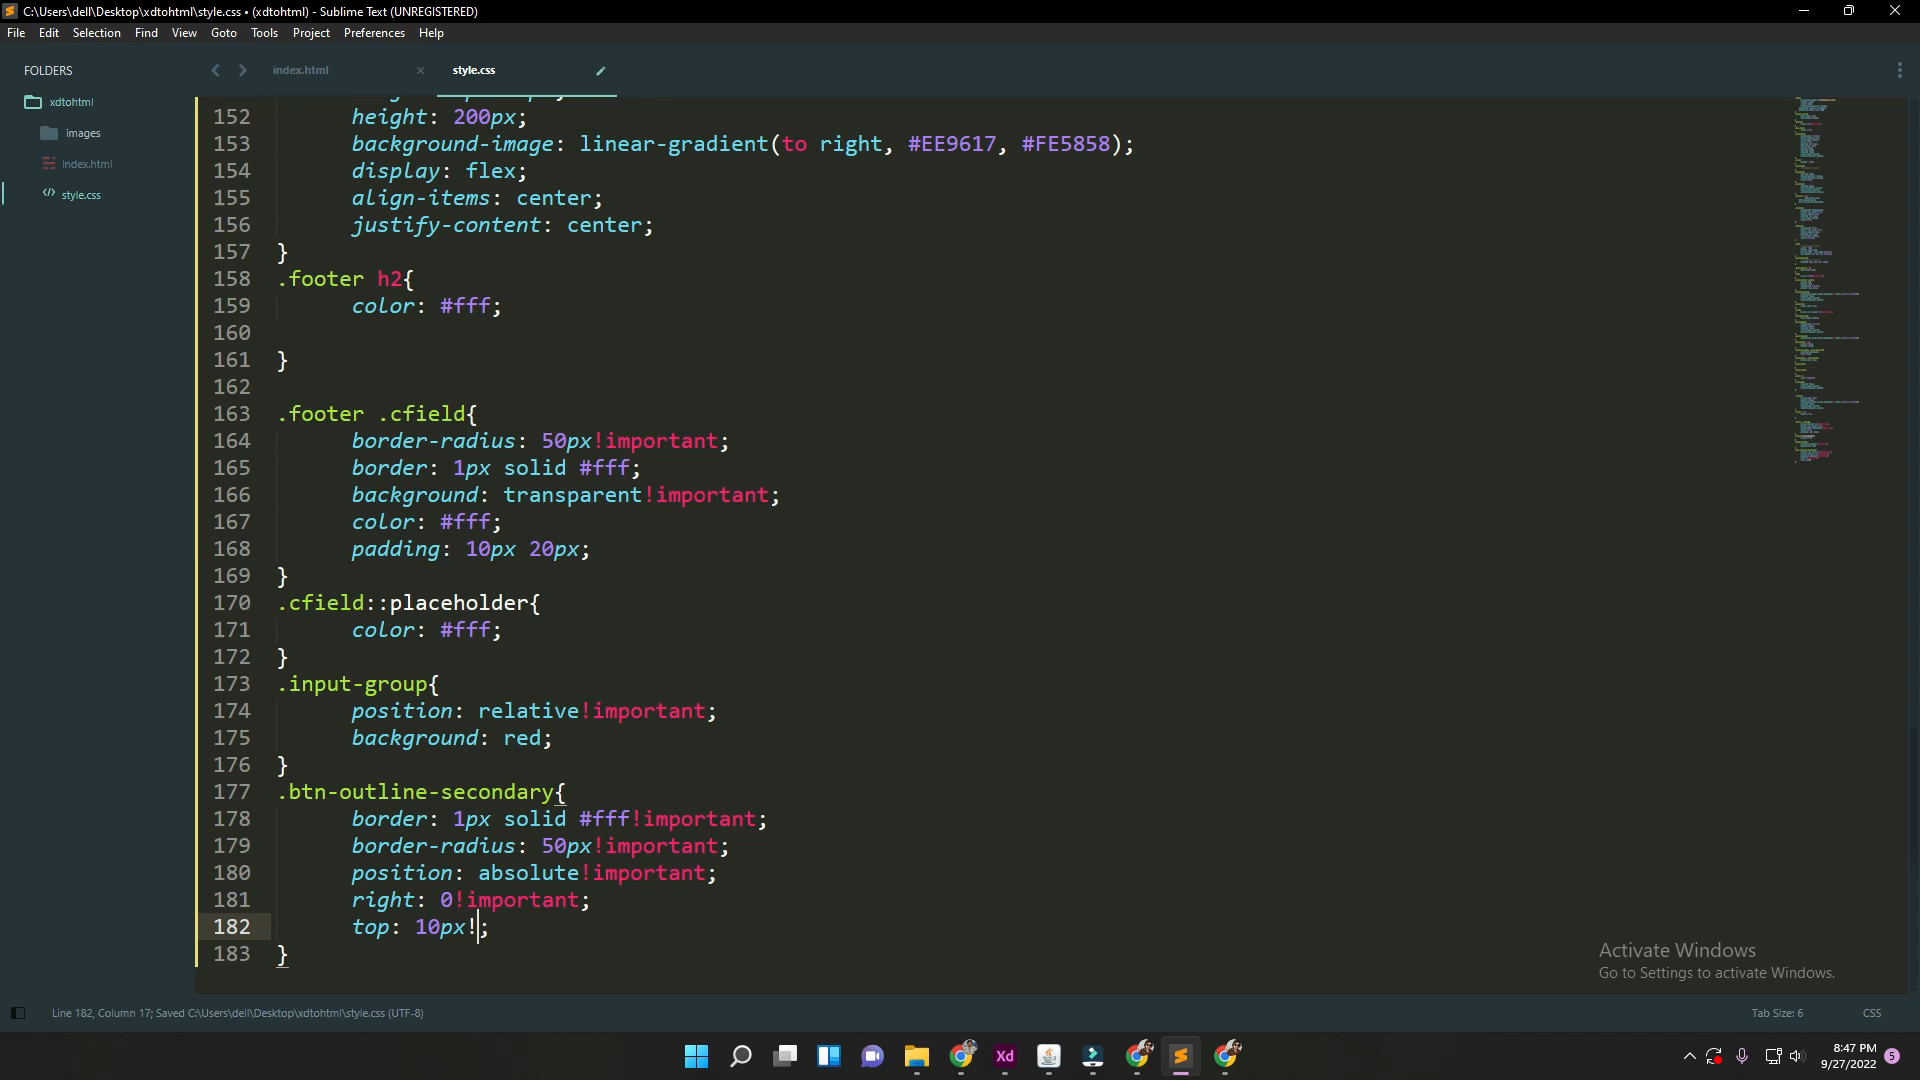 C:\Users\dell\Desktop\xdtohtml\style.css • (xdtohtml) - Sublime Text (UNREGISTERED)
File Edit Selection Find View Goto Tools Project Preferences Help
FOLDERS
xdtohtml
images
index.html
style.css
index.html
style.css
152 height: 200px;
153 background-image: linear-gradient(to right, #EE9617, #FE5858);
154 display: flex;
155 align-items: center;
156 justify-content: center;
157 }
158 .footer h2{
159 color: #fff;
160
161 }
162
163 .footer .cfield{
164 border-radius: 50px!important;
165 border: 1px solid #fff;
166 background: transparent!important;
167 color: #fff;
168 padding: 10px 20px;
169 }
170 .cfield::placeholder{
171 color: #fff;
172 }
173 .input-group{
174 position: relative!important;
175 background: red;
176 }
177 .btn-outline-secondary{
178 border: 1px solid #fff!important;
179 border-radius: 50px!important;
180 position: absolute!important;
181 right: 0!important;
182 top: 10px!;
183 }
Activate Windows
Go to Settings to activate Windows.
Line 182, Column 17; Saved C:\Users\dell\Desktop\xdtohtml\style.css (UTF-8)
Tab Size: 6
CSS
Xd
8:47 PM
9/27/2022
5